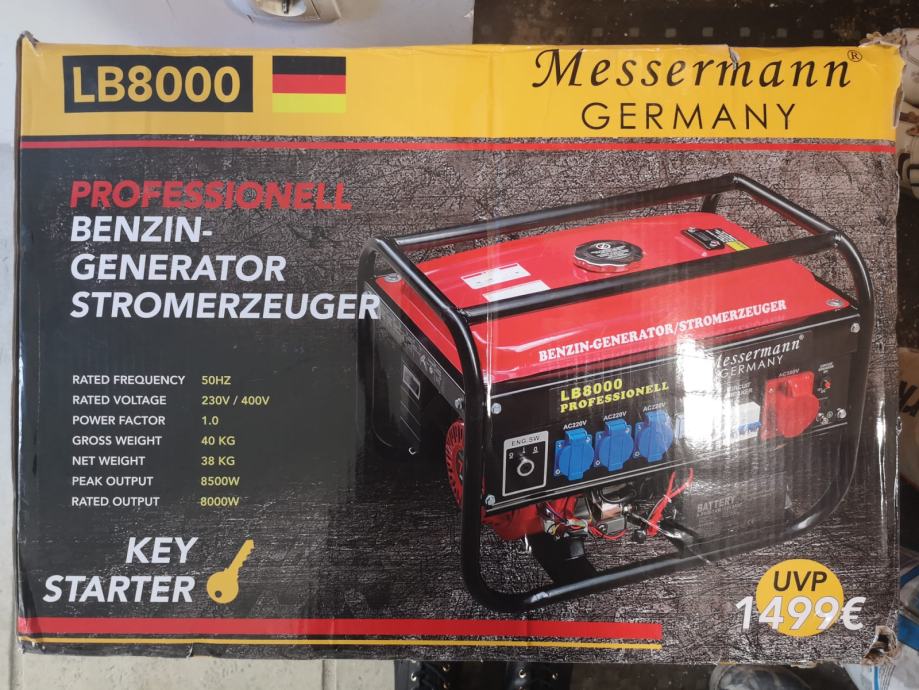 LB8000
Messermann®
GERMANY
PROFESSIONELL
BENZIN-
GENERATOR
STROMERZEUGER
RATED FREQUENCY 50HZ
RATED VOLTAGE 230V / 400V
POWER FACTOR 1.0
GROSS WEIGHT 40 KG
NET WEIGHT 38 KG
PEAK OUTPUT 8500W
RATED OUTPUT 8000W
KEY
STARTER
BENZIN-GENERATOR/STROMERZEUGER
Messermann®
GERMANY
LB8000
PROFESSIONELL
AC220V AC220V AC220V
AC380V
ENG.SW
BATTERY
UVP
1499€